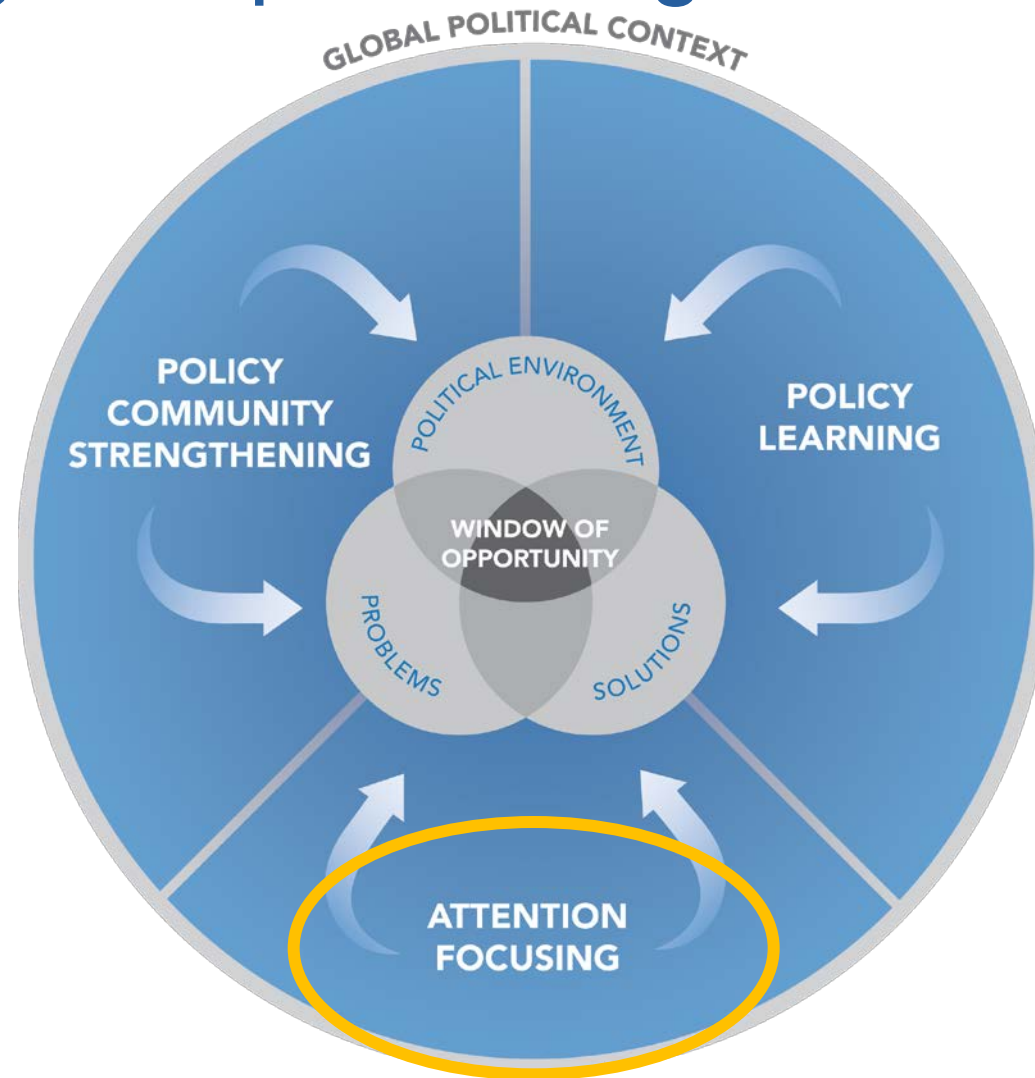 GLOBAL POLITICAL CONTEXT
POLICY
COMMUNITY
STRENGTHENING
POLICY
LEARNING
POLITICAL ENVIRONMENT
WINDOW OF
OPPORTUNITY
PROBLEMS
SOLUTIONS
ATTENTION
FOCUSING